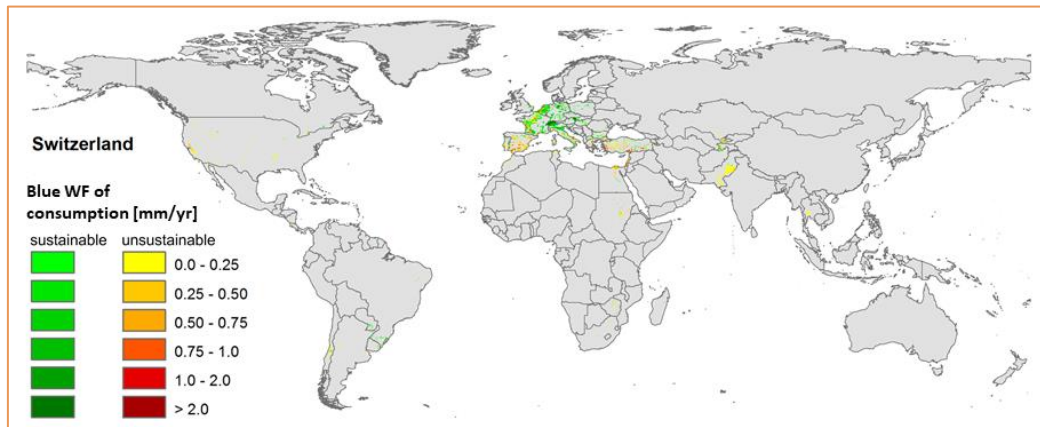 Switzerland
Blue WF of
consumption [mm/yr]
sustainable unsustainable
0.0 - 0.25
0.25 - 0.50
0.50 - 0.75
0.75 - 1.0
1.0 - 2.0
> 2.0